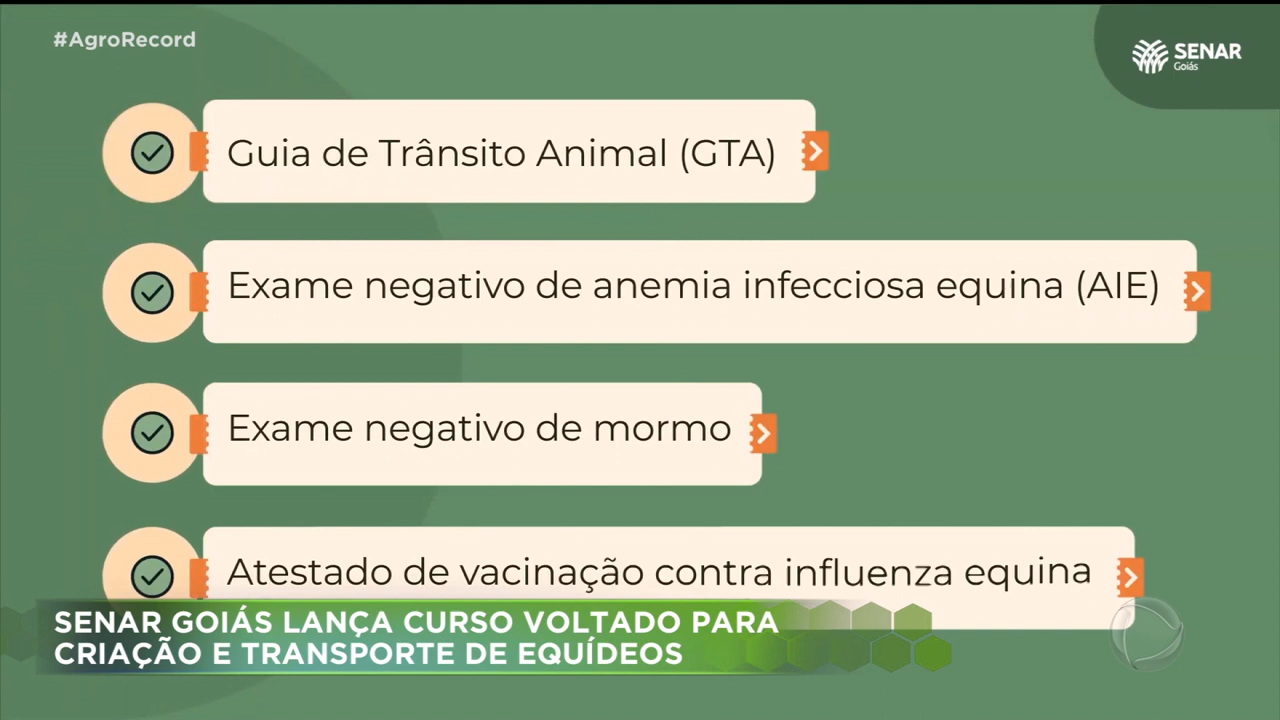 #AgroRecord
SENAR
Goiás
Guia de Trânsito Animal (GTA)
Exame negativo de anemia infecciosa equina (AIE)
Exame negativo de mormo
Atestado de vacinação contra influenza equina
SENAR GOIÁS LANÇA CURSO VOLTADO PARA
CRIAÇÃO E TRANSPORTE DE EQUÍDEOS